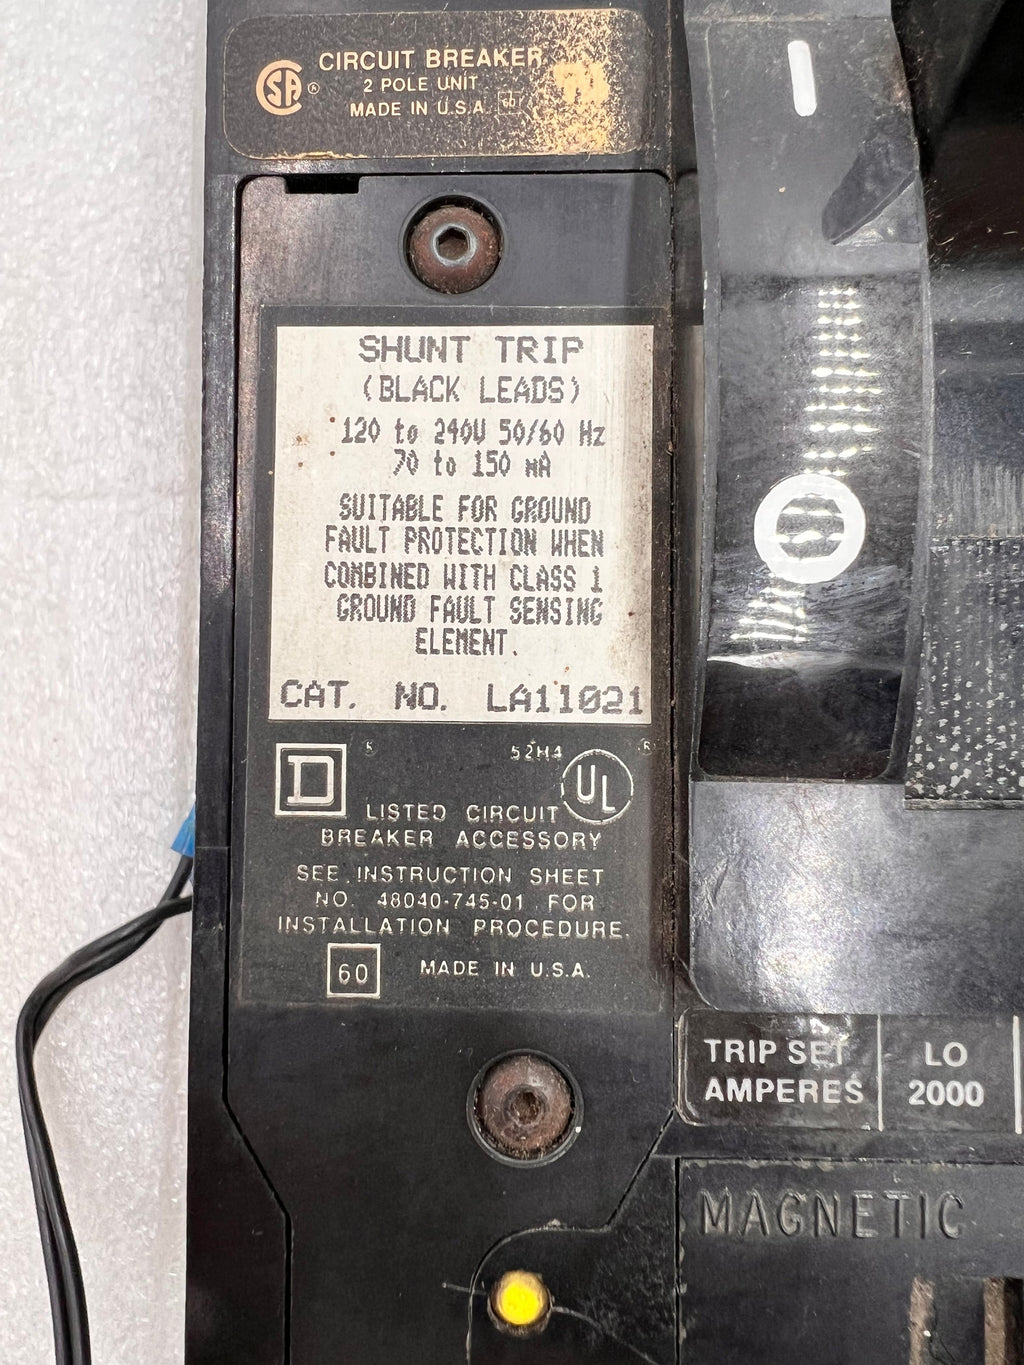 CIRCUIT BREAKER
SA ®
2 POLE UNIT
MADE IN U.S.A.
SHUNT TRIP
(BLACK LEADS)
120 to 240V 50/60 Hz
70 to 150 mA
SUITABLE FOR GROUND
FAULT PROTECTION WHEN
COMBINED WITH CLASS 1
GROUND FAULT SENSING
ELEMENT.
CAT. NO. LA11021
D ®
52H4 UL ®
LISTED CIRCUIT
BREAKER ACCESSORY
SEE INSTRUCTION SHEET
NO. 48040-745-01 FOR
INSTALLATION PROCEDURE.
60 MADE IN U.S.A.
TRIP SET
AMPERES
LO
2000
MAGNETIC